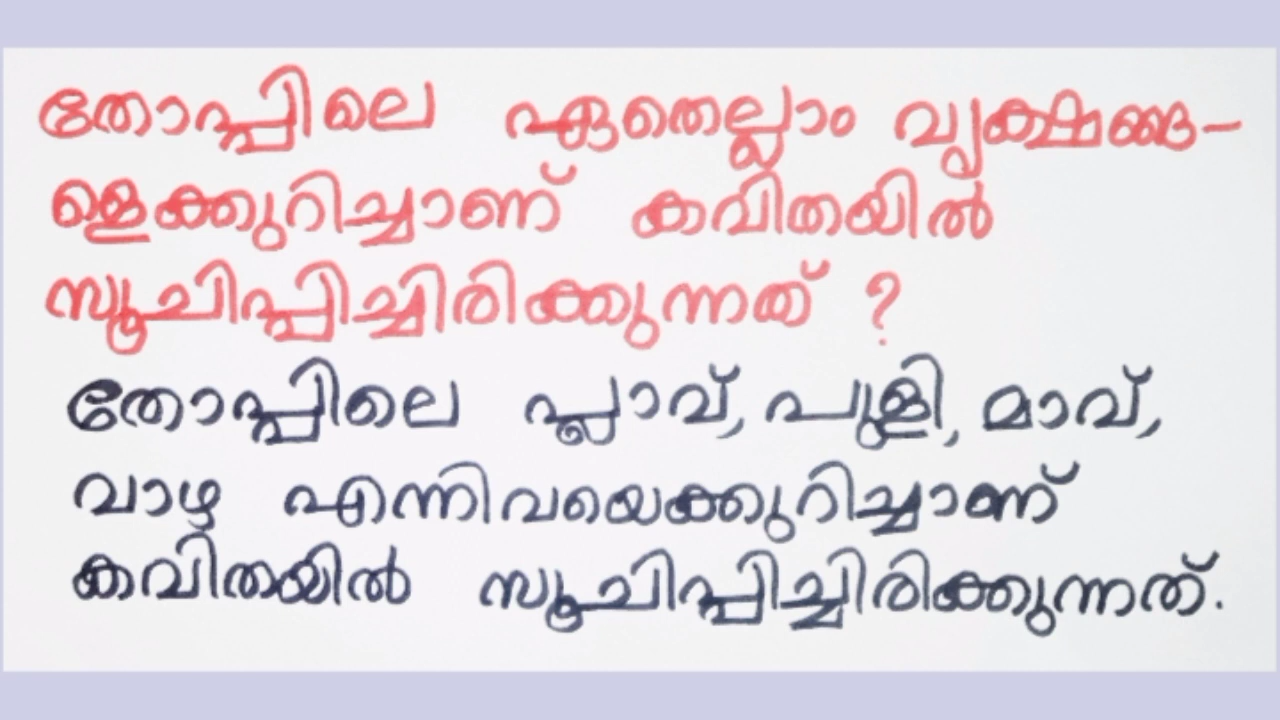 തോപ്പിലെ ഏതെല്ലാം വൃക്ഷങ്ങ-
ളെക്കുറിച്ചാണ് കവിതയിൽ
സൂചിപ്പിച്ചിരിക്കുന്നത് ?
തോപ്പിലെ പ്ലാവ്, പുളി, മാവ്,
വാഴ എന്നിവയെക്കുറിച്ചാണ്
കവിതയിൽ സൂചിപ്പിച്ചിരിക്കുന്നത്.